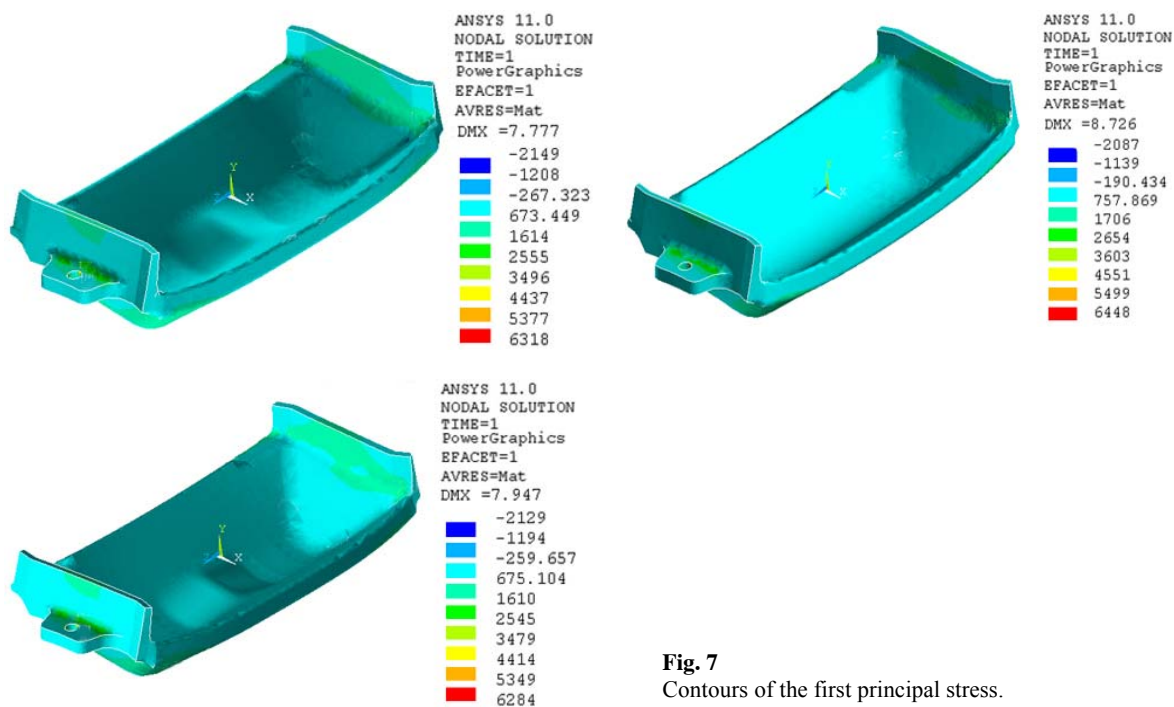 ANSYS 11.0
NODAL SOLUTION
TIME=1
PowerGraphics
EFACET=1
AVRES=Mat
DMX =7.777
-2149
-1208
-267.323
673.449
1614
2555
3496
4437
5377
6318
Y
X
ANSYS 11.0
NODAL SOLUTION
TIME=1
PowerGraphics
EFACET=1
AVRES=Mat
DMX =8.726
-2087
-1139
-190.434
757.869
1706
2654
3603
4551
5499
6448
Y
X
ANSYS 11.0
NODAL SOLUTION
TIME=1
PowerGraphics
EFACET=1
AVRES=Mat
DMX =7.947
-2129
-1194
-259.657
675.104
1610
2545
3479
4414
5349
6284
Y
X
Fig. 7
Contours of the first principal stress.